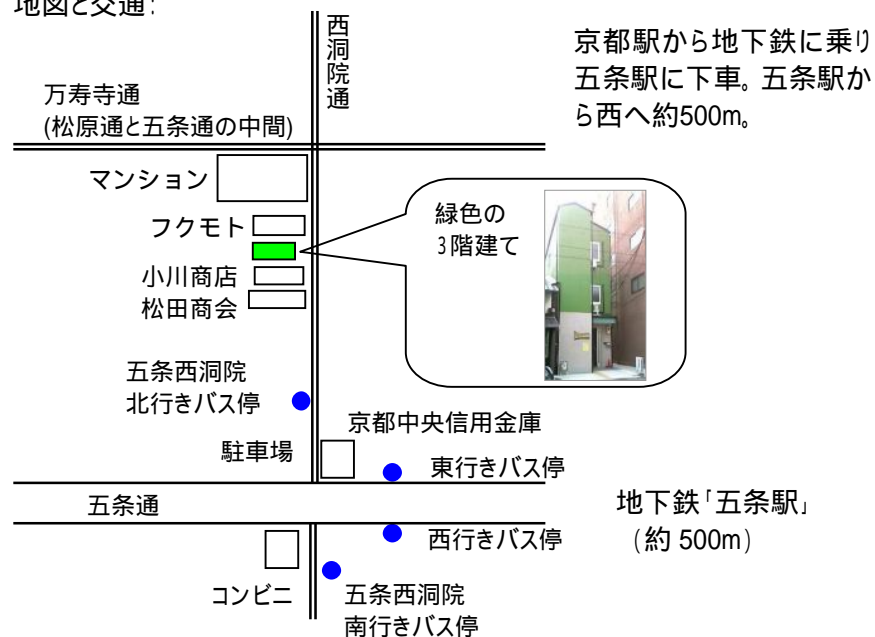 地図と交通:
西洞院通
京都駅から地下鉄に乗り
五条駅に下車。五条駅か
ら西へ約500m。
万寿寺通
(松原通と五条通の中間)
マンション
フクモト
緑色の
3階建て
小川商店
松田商会
五条西洞院
北行きバス停
京都中央信用金庫
駐車場
東行きバス停
五条通
地下鉄「五条駅」
(約 500m)
西行きバス停
コンビニ
五条西洞院
南行きバス停